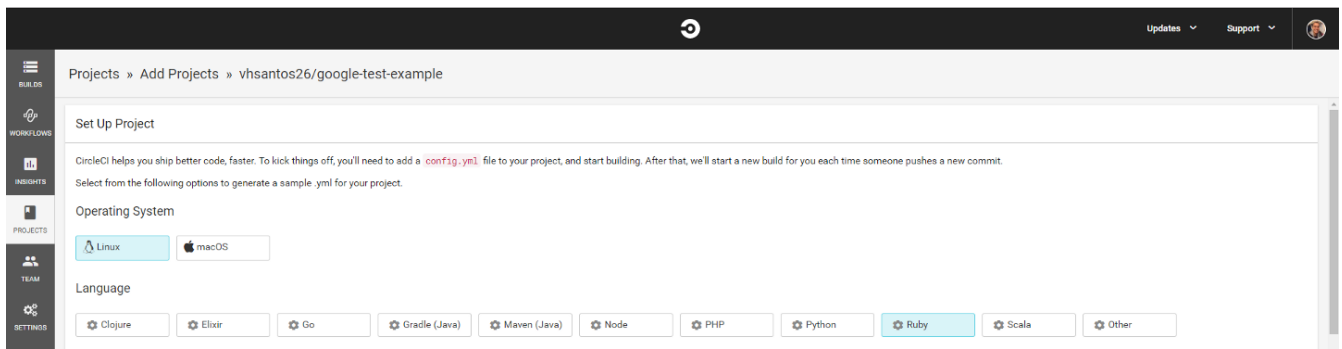 Updates Support
BUILDS
Projects » Add Projects » vhsantos26/google-test-example
WORKFLOWS
Set Up Project
CircleCI helps you ship better code, faster. To kick things off, you'll need to add a config.yml file to your project, and start building. After that, we'll start a new build for you each time someone pushes a new commit.
INSIGHTS
Select from the following options to generate a sample .yml for your project.
Operating System
PROJECTS
Linux macOS
TEAM
Language
SETTINGS
Clojure Elixir Go Gradle (Java) Maven (Java) Node PHP Python Ruby Scala Other